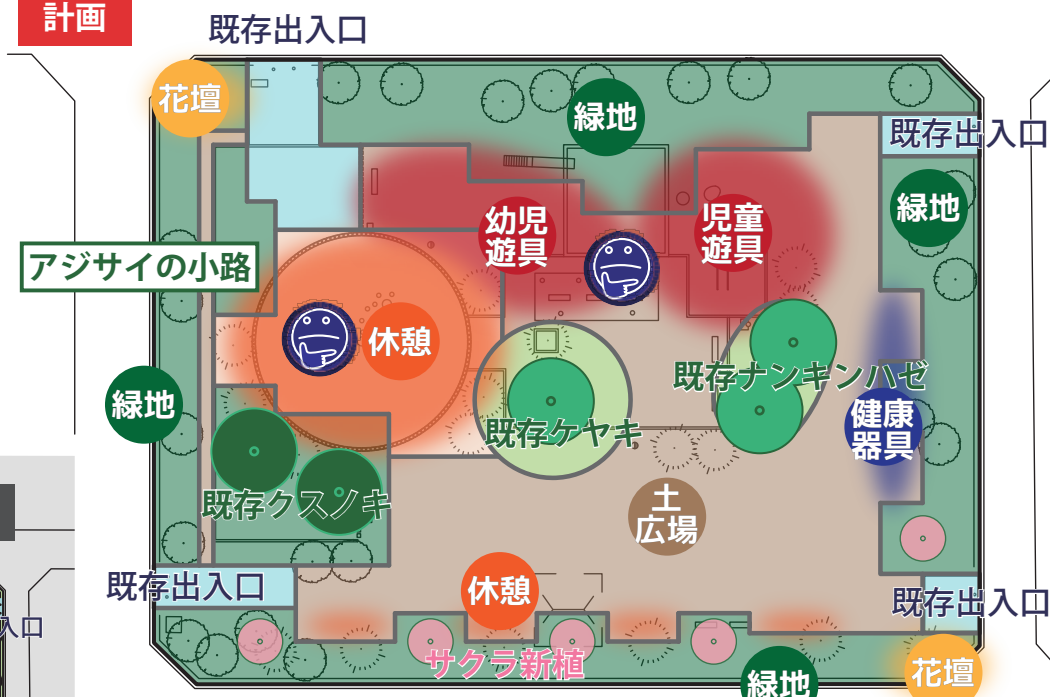 計画
既存出入口
花壇
緑地
既存出入口
緑地
幼児
遊具
児童
遊具
アジサイの小路
休憩
既存ナンキンハゼ
緑地
既存ケヤキ
健康
器具
既存クスノキ
土
広場
既存出入口
休憩
既存出入口
入口
サクラ新植
緑地
花壇